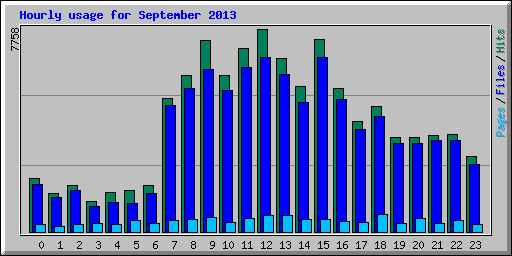 Hourly usage for September 2013
7758
Pages / Files / Hits
0 1 2 3 4 5 6 7 8 9 10 11 12 13 14 15 16 17 18 19 20 21 22 23